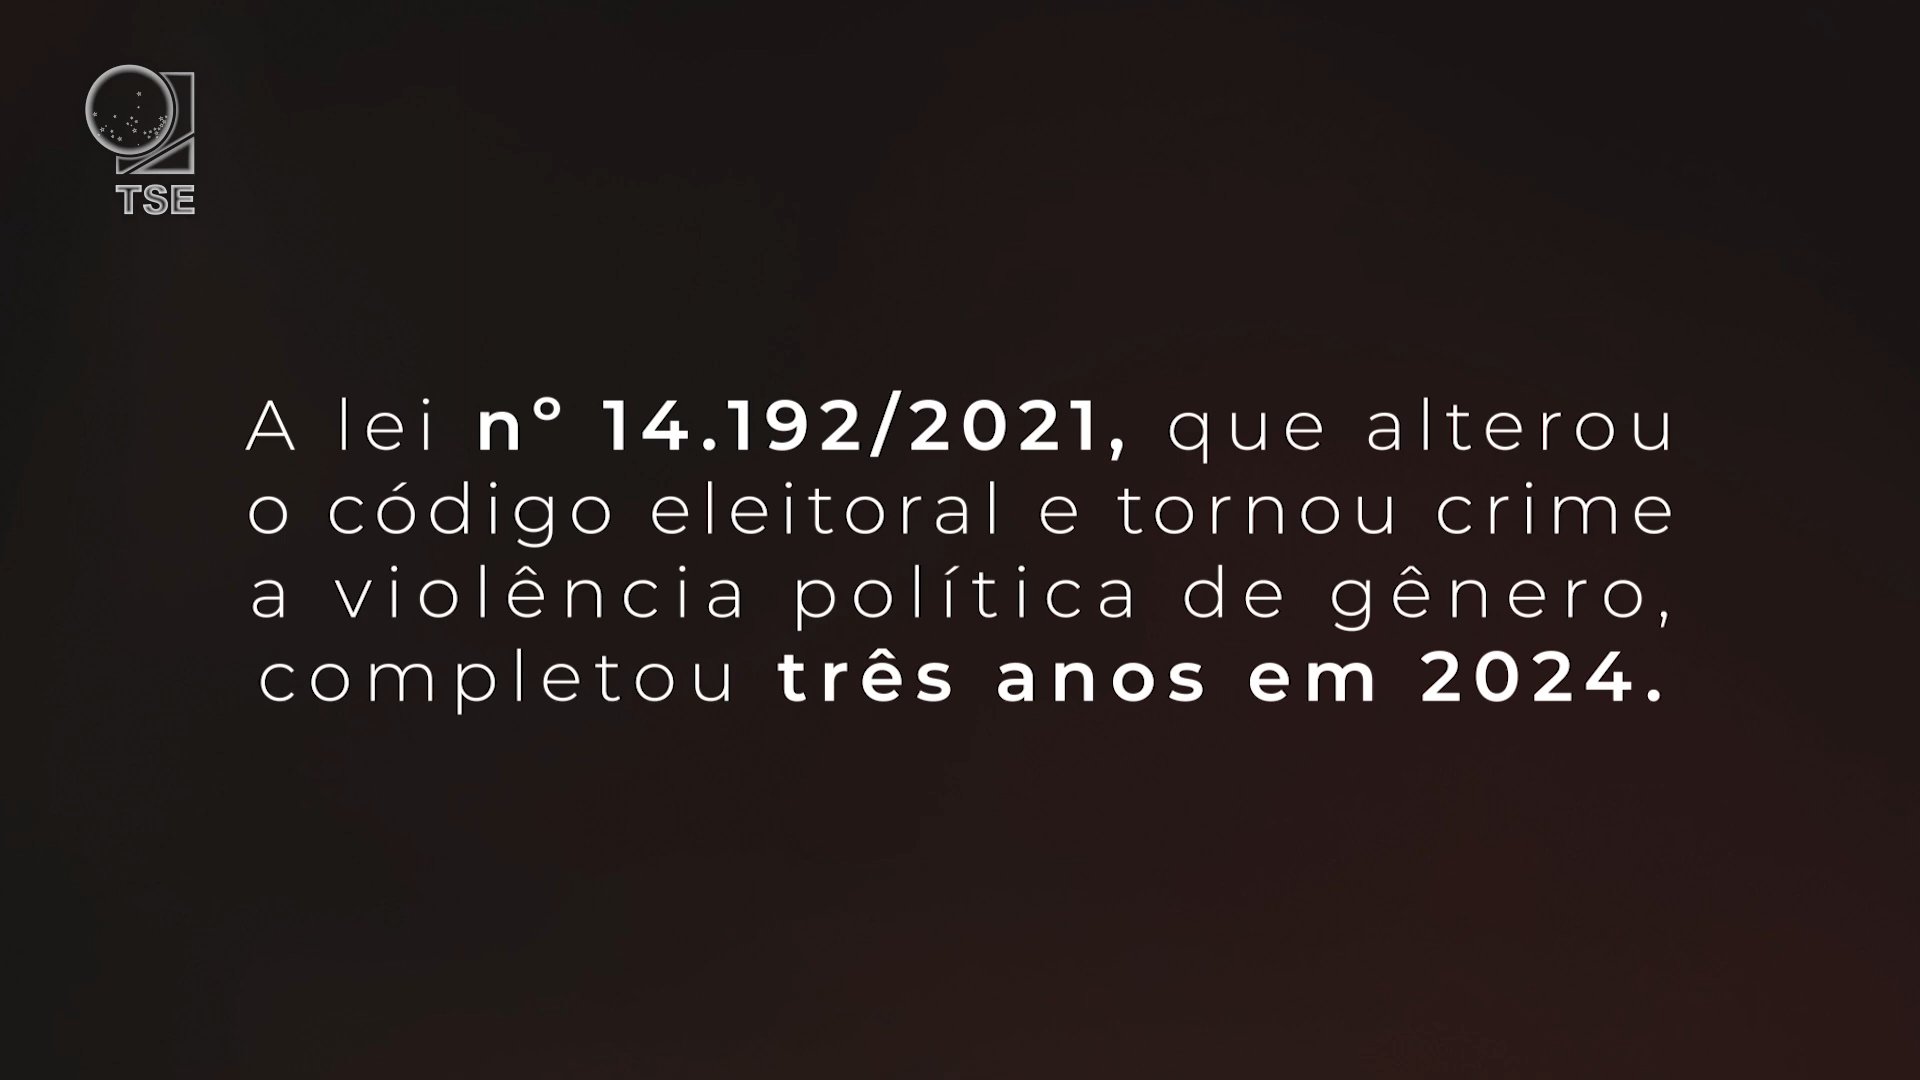 TSE
A lei nº 14.192/2021, que alterou
o código eleitoral e tornou crime
a violência política de gênero,
completou três anos em 2024.